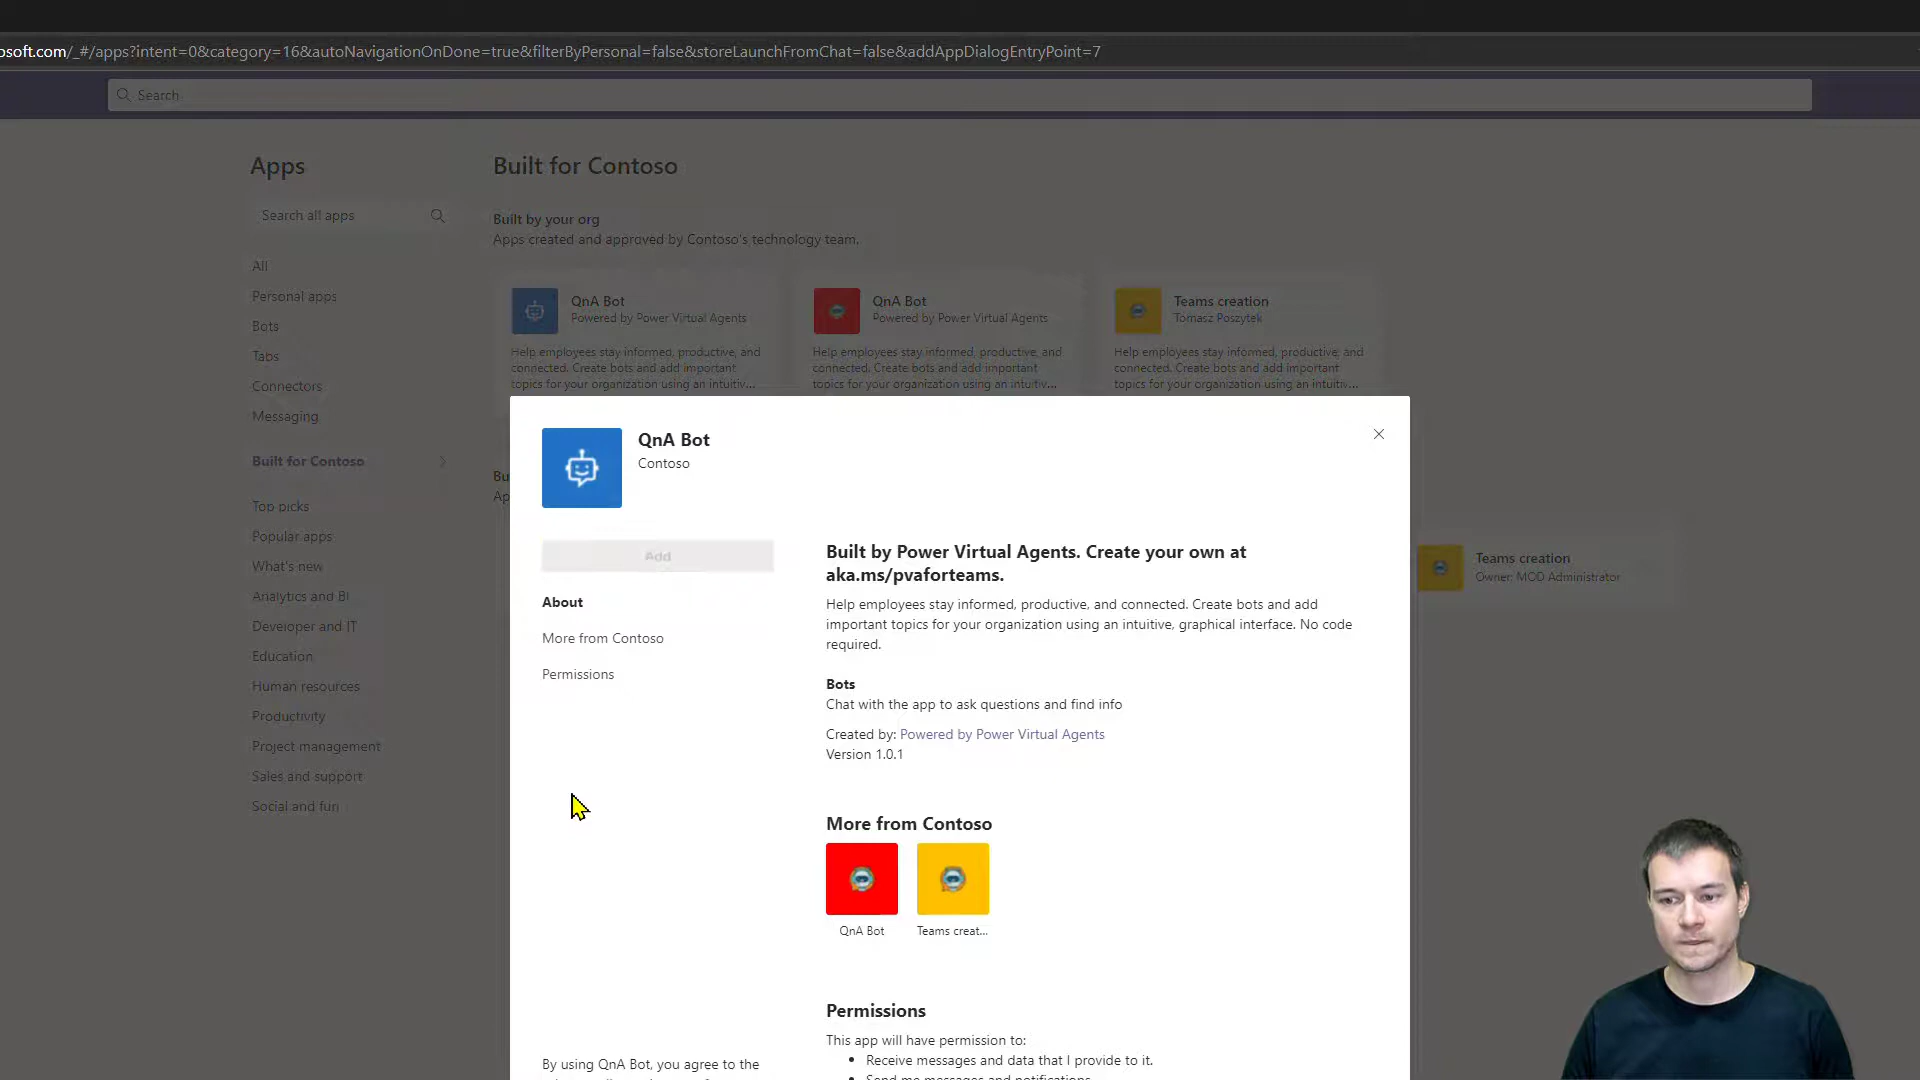 osoft.com/_#/apps?intent=0&category=16&autoNavigationOnDone=true&filterByPersonal=false&storeLaunchFromChat=false&addAppDialogEntryPoint=7
Search
Apps
Search all apps
All
Personal apps
Bots
Tabs
Connectors
Messaging
Built for Contoso
Top picks
Popular apps
What's new
Analytics and BI
Developer and IT
Education
Human resources
Productivity
Project management
Sales and support
Social and fun
Built for Contoso
Built by your org
Apps created and approved by Contoso's technology team.
QnA Bot
Powered by Power Virtual Agents
Help employees stay informed, productive, and
connected. Create bots and add important
topics for your organization using an intuitiv...
QnA Bot
Powered by Power Virtual Agents
Help employees stay informed, productive, and
connected. Create bots and add important
topics for your organization using an intuitiv...
Teams creation
Tomasz Poszytek
Help employees stay informed, productive, and
connected. Create bots and add important
topics for your organization using an intuitiv...
Bu
Ap
Teams creation
Owner: MOD Administrator
QnA Bot
Contoso
Add
About
More from Contoso
Permissions
Built by Power Virtual Agents. Create your own at
aka.ms/pvaforteams.
Help employees stay informed, productive, and connected. Create bots and add
important topics for your organization using an intuitive, graphical interface. No code
required.
Bots
Chat with the app to ask questions and find info
Created by: Powered by Power Virtual Agents
Version 1.0.1
More from Contoso
QnA Bot
Teams creat...
Permissions
This app will have permission to:
Receive messages and data that I provide to it.
Send me messages and notifications.
By using QnA Bot, you agree to the